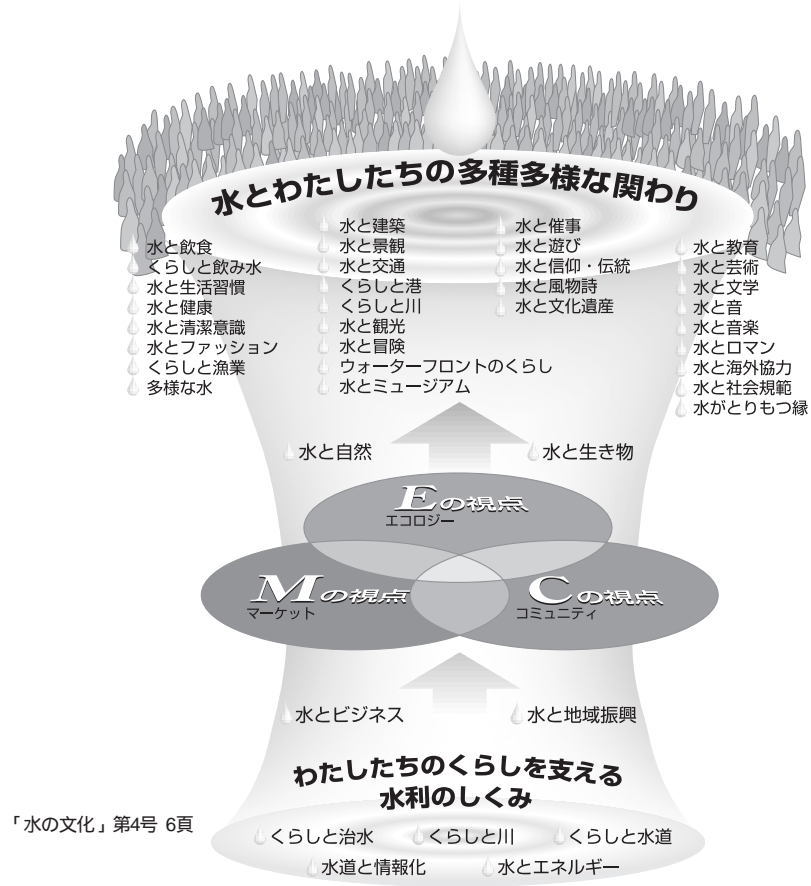 水とわたしたちの多種多様な関わり
水と飲食
くらしと飲み水
水と生活習慣
水と健康
水と清潔意識
水とファッション
くらしと漁業
多様な水
水と建築
水と景観
水と交通
くらしと港
くらしと川
水と観光
水と冒険
ウォーターフロントのくらし
水とミュージアム
水と催事
水と遊び
水と信仰・伝統
水と風物詩
水と文化遺産
水と教育
水と芸術
水と文学
水と音
水と音楽
水とロマン
水と海外協力
水と社会規範
水がとりもつ縁
水と自然
水と生き物
Eの視点
エコロジー
Mの視点
マーケット
Cの視点
コミュニティ
水とビジネス
水と地域振興
わたしたちのくらしを支える
水利のしくみ
くらしと治水
くらしと川
くらしと水道
水道と情報化
水とエネルギー
「水の文化」第4号 6頁